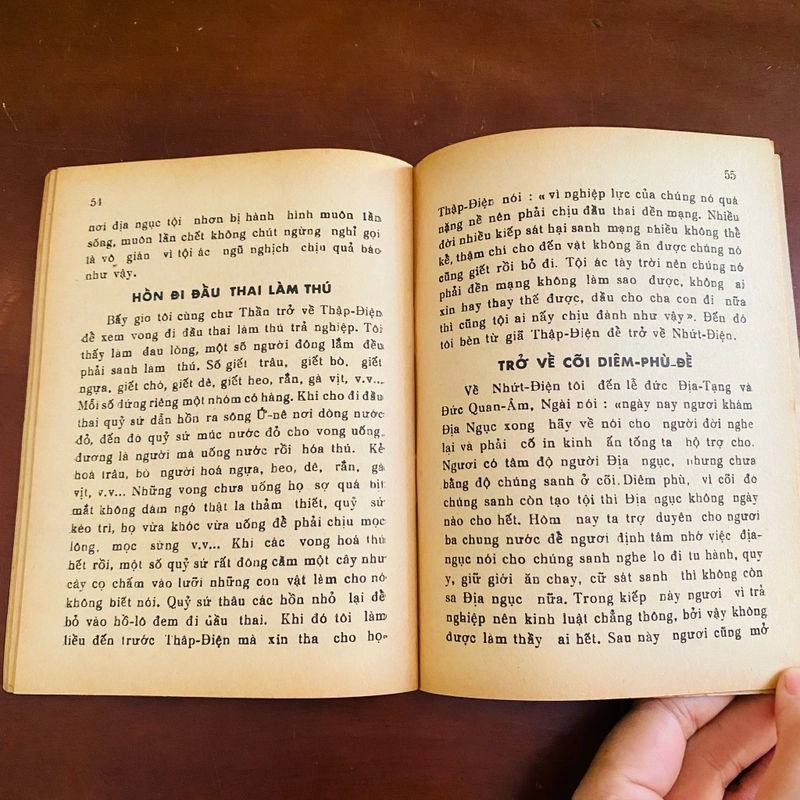 54
nơi địa ngục tội nhơn bị hành hình muôn lần
sống, muôn lần chết không chút ngừng nghỉ gọi
là vô gián vì tội ác ngũ nghịch chịu quả báo
như vậy.
HỒN ĐI ĐẦU THAI LÀM THÚ
Bấy giờ tôi cùng chư Thần trở về Thập-Điện
để xem vong đi đầu thai làm thú trả nghiệp. Tôi
thấy làm đau lòng, một số người đông lắm đều
phải sanh làm thú. Số giết trâu, giết bò, giết
ngựa, giết chó, giết dê, giết heo, rắn, gà vịt, v.v...
Mỗi số đứng riêng một nhóm có hàng. Khi cho đi đầu
thai quỷ sứ dẫn hồn ra sông Ứ-nê nơi dòng nước
đỏ, đến đó quỷ sứ múc nước đỏ cho vong uống,
đương là người mà uống nước rồi hóa thú. Kẻ
hoá trâu, bò người hoá ngựa, heo, dê, rắn, gà
vịt, v.v... Những vong chưa uống họ sợ quá bịt
mắt không dám ngó thật là thảm thiết, quỷ sứ
kéo trì, họ vừa khóc vừa uống để phải chịu mọc
lông, mọc sừng v.v... Khi các vong hoá thú
hết rồi, một số quỷ sứ rất đông cầm một cây như
cây cọ chấm vào lưỡi những con vật làm cho nó
không biết nói. Quỷ sứ thâu các hồn nhỏ lại để
bỏ vào hồ-lô đem đi đầu thai. Khi đó tôi làm
liều đến trước Thập-Điện mà xin tha cho họ.
55
Thập-Điện nói : « vì nghiệp lực của chúng nó quá
nặng nề nên phải chịu đầu thai đền mạng. Nhiều
đời nhiều kiếp sát hại sanh mạng nhiều không thể
kể, thậm chí cho đến vật không ăn được chúng nó
cũng giết rồi bỏ đi. Tội ác tày trời nên chúng nó
phải đền mạng không làm sao được, không ai
xin hay thay thế được, dầu cho cha con đi nữa
thì cũng tội ai nấy chịu đành như vậy». Đến đó
tôi bèn từ giã Thập-Điện để trở về Nhứt-Điện.
TRỞ VỀ CÕI DIÊM-PHÙ-ĐỀ
Về Nhứt-Điện tôi đến lễ đức Địa-Tạng và
Đức Quan-Âm, Ngài nói : «ngày nay ngươi khám
Địa Ngục xong hãy về nói cho người đời nghe
lại và phải cố in kinh ấn tống ta hộ trợ cho.
Ngươi có tâm độ người Địa ngục, nhưng chưa
bằng độ chúng sanh ở cõi. Diêm phù, vì cõi đó
chúng sanh còn tạo tội thì Địa Ngục không ngày
nào cho hết. Hôm nay ta trợ duyên cho ngươi
ba chung nước để ngươi định tâm nhờ việc địa-
ngục nói cho chúng sanh nghe lo đi tu hành, quy
y, giữ giới ăn chay, cữ sát sanh thì không còn
sa Địa ngục nữa. Trong kiếp này ngươi vì trả
nghiệp nên kinh luật chẳng thông, bởi vậy không
được làm thầy ai hết. Sau này ngươi cũng mở